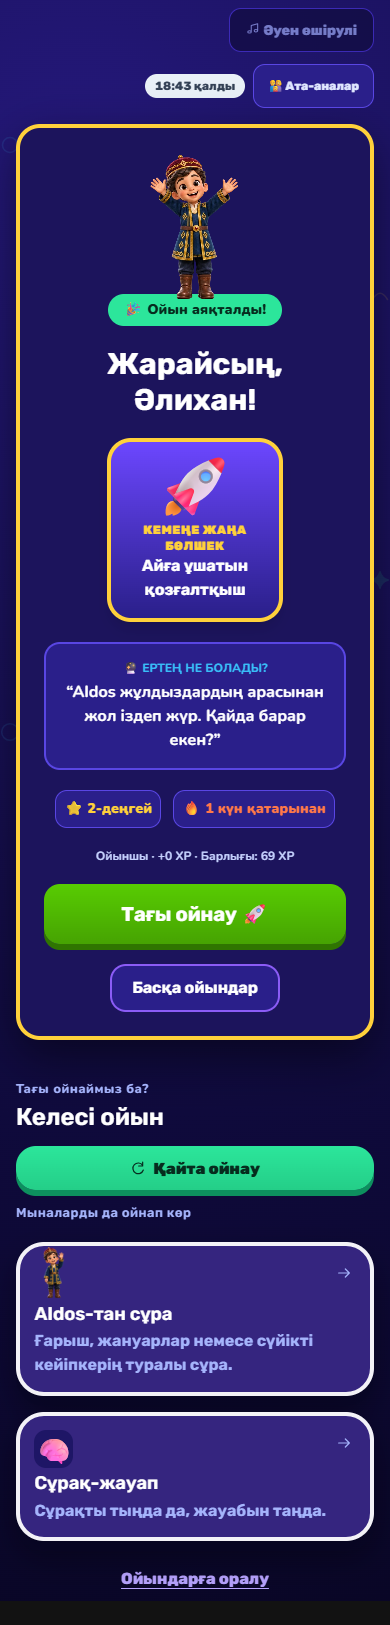 Әуен өшірулі
18:43 қалды
Ата-аналар
Ойын аяқталды!
Жарайсың,
Әлихан!
КЕМЕҢЕ ЖАҢА
БӨЛШЕК
Айға ұшатын
қозғалтқыш
ЕРТЕҢ НЕ БОЛАДЫ?
“Aldos жұлдыздардың арасынан
жол іздеп жүр. Қайда барар
екен?”
2-деңгей
1 күн қатарынан
Ойыншы · +0 XP · Барлығы: 69 XP
Тағы ойнау
Басқа ойындар
Тағы ойнаймыз ба?
Келесі ойын
Қайта ойнау
Мыналарды да ойнап көр
Aldos-тан сұра
Ғарыш, жануарлар немесе сүйікті
кейіпкерің туралы сұра.
Сұрақ-жауап
Сұрақты тыңда да, жауабын таңда.
Ойындарға оралу